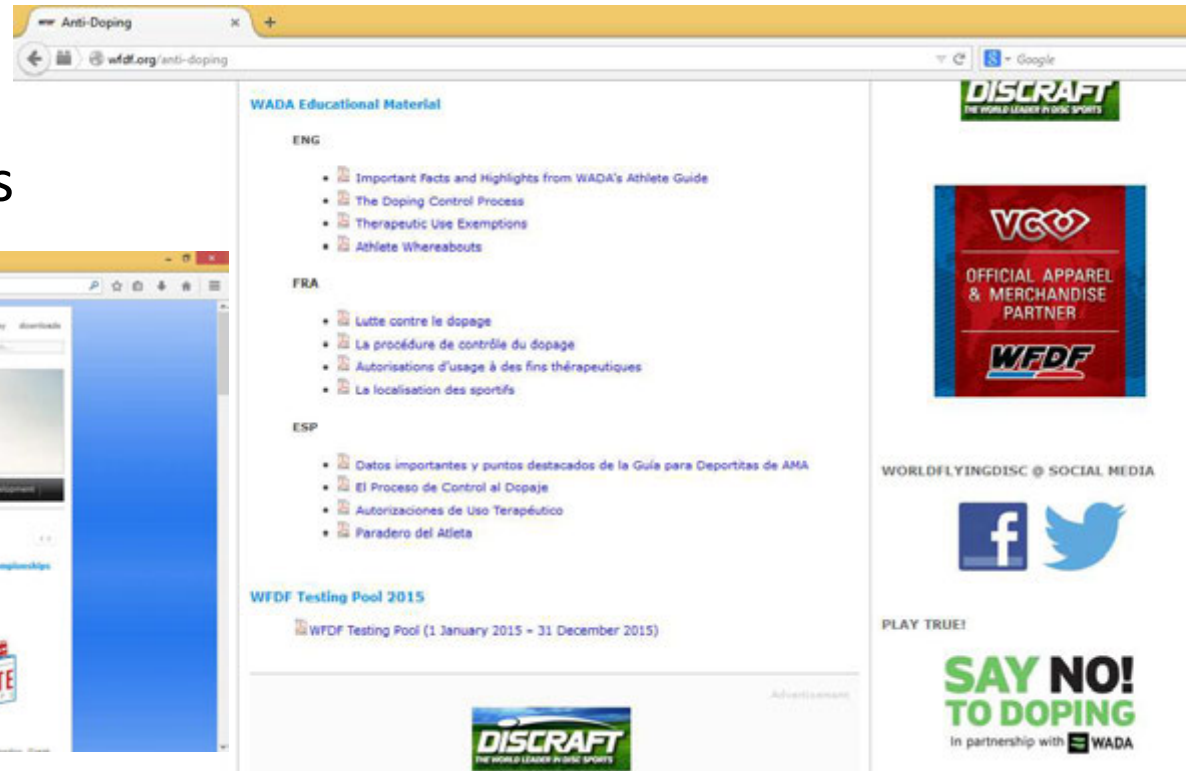 Anti-Doping
wfdf.org/anti-doping
Google
WADA Educational Material
ENG
Important Facts and Highlights from WADA's Athlete Guide
The Doping Control Process
Therapeutic Use Exemptions
Athlete Whereabouts
FRA
Lutte contre le dopage
La procédure de contrôle du dopage
Autorisations d'usage à des fins thérapeutiques
La localisation des sportifs
ESP
Datos importantes y puntos destacados de la Guía para Deportitas de AMA
El Proceso de Control al Dopaje
Autorizaciones de Uso Terapéutico
Paradero del Atleta
WFDF Testing Pool 2015
WFDF Testing Pool (1 January 2015 – 31 December 2015)
Advertisement
DISCRAFT
THE WORLD LEADER IN DISC SPORTS
DISCRAFT
THE WORLD LEADER IN DISC SPORTS
VC
OFFICIAL APPAREL
& MERCHANDISE
PARTNER
WFDF
WORLDFLYINGDISC @ SOCIAL MEDIA
f
PLAY TRUE!
SAY NO!
TO DOPING
In partnership with WADA
s
downloads